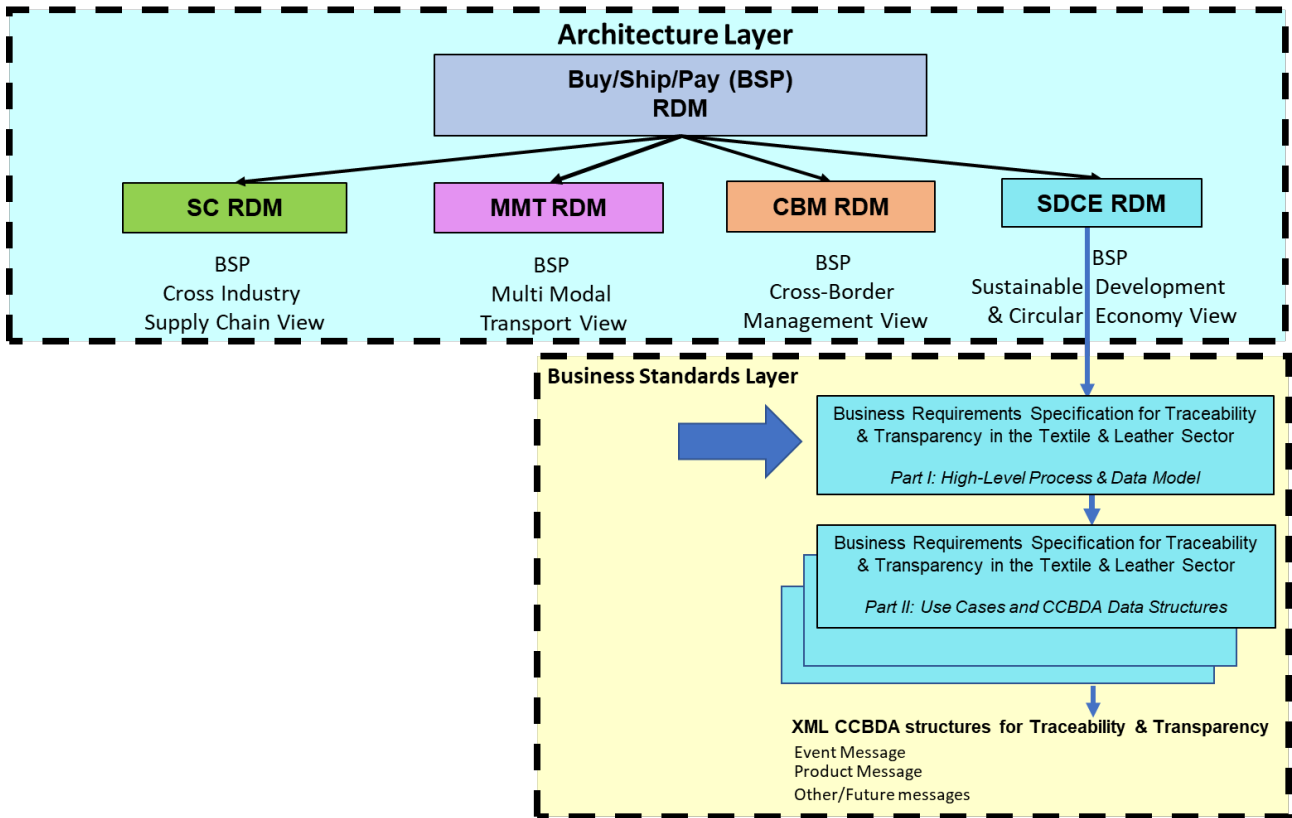 Architecture Layer
Buy/Ship/Pay (BSP)
RDM
SC RDM
MMT RDM
CBM RDM
SDCE RDM
BSP
Cross Industry
Supply Chain View
BSP
Multi Modal
Transport View
BSP
Cross-Border
Management View
BSP
Sustainable Development
& Circular Economy View
Business Standards Layer
Business Requirements Specification for Traceability
& Transparency in the Textile & Leather Sector
Part I: High-Level Process & Data Model
Business Requirements Specification for Traceability
& Transparency in the Textile & Leather Sector
Part II: Use Cases and CCBDA Data Structures
XML CCBDA structures for Traceability & Transparency
Event Message
Product Message
Other/Future messages